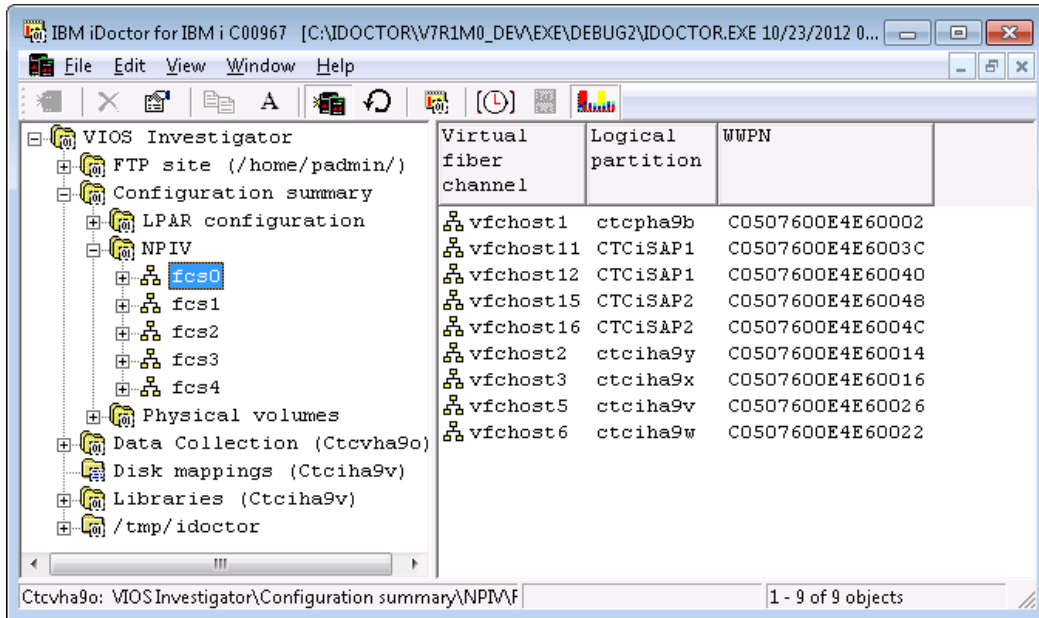 IBM iDoctor for IBM i C00967 [C:\IDOCTOR\V7R1M0_DEV\EXE\DEBUG2\IDOCTOR.EXE 10/23/2012 0...
File Edit View Window Help
VIOS Investigator
FTP site (/home/padmin/)
Configuration summary
LPAR configuration
NPIV
fcs0
fcs1
fcs2
fcs3
fcs4
Physical volumes
Data Collection (Ctcvha9o)
Disk mappings (Ctciha9v)
Libraries (Ctciha9v)
/tmp/idoctor
Virtual fiber channel Logical partition WWPN
vfchost1 ctcpha9b C0507600E4E60002
vfchost11 CTCiSAP1 C0507600E4E6003C
vfchost12 CTCiSAP1 C0507600E4E60040
vfchost15 CTCiSAP2 C0507600E4E60048
vfchost16 CTCiSAP2 C0507600E4E6004C
vfchost2 ctciha9y C0507600E4E60014
vfchost3 ctciha9x C0507600E4E60016
vfchost5 ctciha9v C0507600E4E60026
vfchost6 ctciha9w C0507600E4E60022
Ctcvha9o: VIOS Investigator\Configuration summary\NPIV\F
1 - 9 of 9 objects